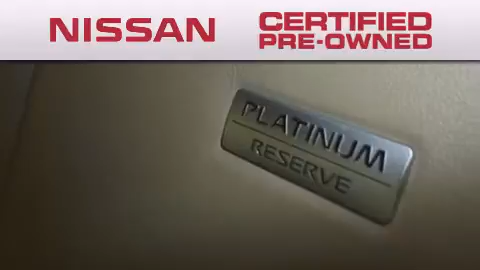 NISSAN
CERTIFIED
PRE-OWNED
PLATINUM
RESERVE